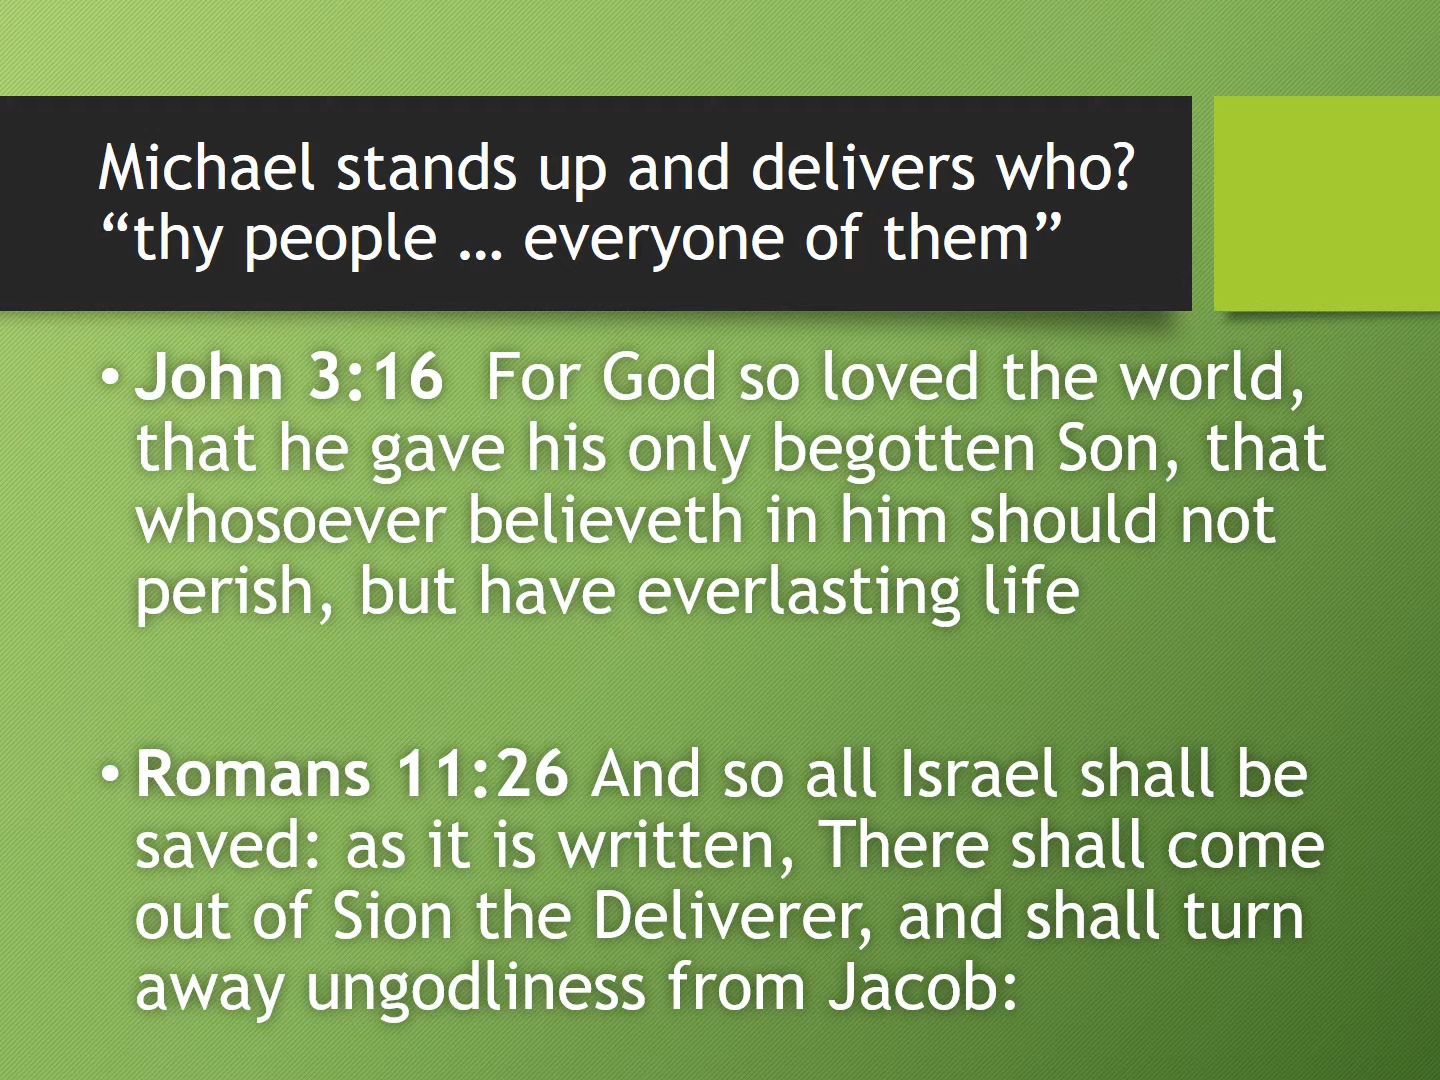 Michael stands up and delivers who?
“thy people … everyone of them”
• John 3:16  For God so loved the world,
that he gave his only begotten Son, that
whosoever believeth in him should not
perish, but have everlasting life
• Romans 11:26 And so all Israel shall be
saved: as it is written, There shall come
out of Sion the Deliverer, and shall turn
away ungodliness from Jacob: